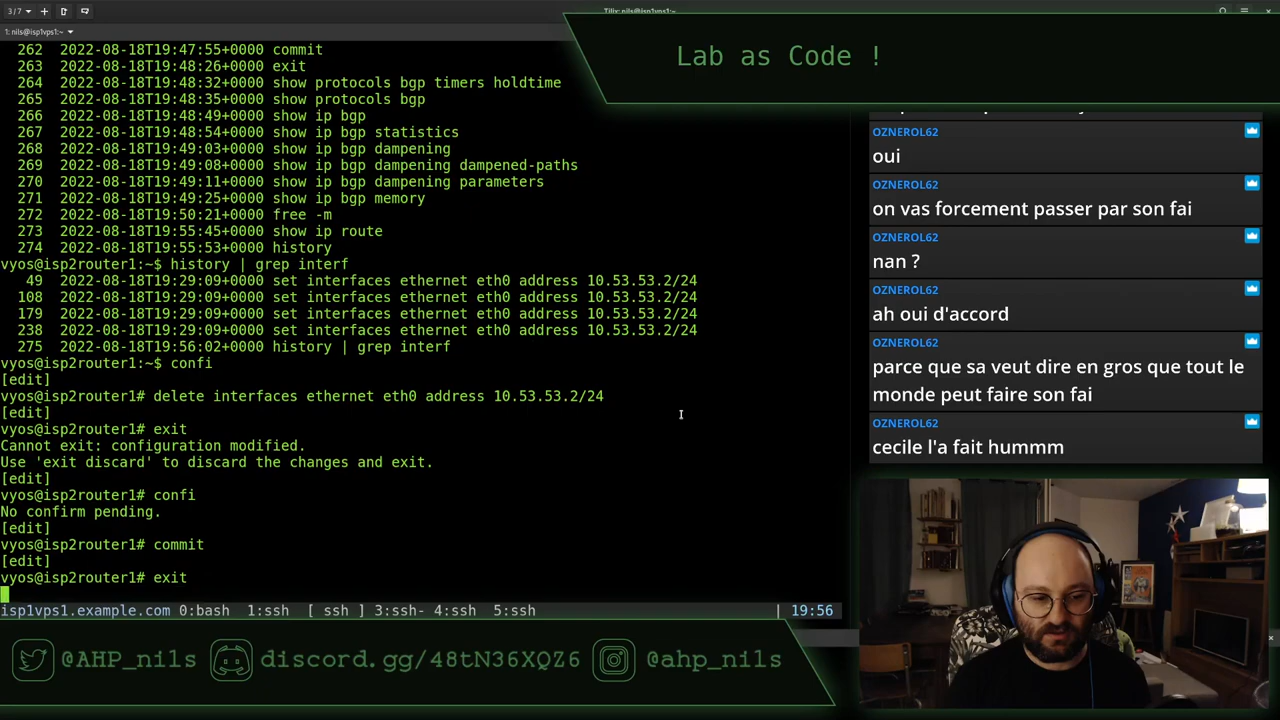 3/7
Tilix: nils@isp1vps1:~
1: nils@isp1vps1:~
262  2022-08-18T19:47:55+0000 commit
263  2022-08-18T19:48:26+0000 exit
264  2022-08-18T19:48:32+0000 show protocols bgp timers holdtime
265  2022-08-18T19:48:35+0000 show protocols bgp
266  2022-08-18T19:48:49+0000 show ip bgp
267  2022-08-18T19:48:54+0000 show ip bgp statistics
268  2022-08-18T19:49:03+0000 show ip bgp dampening
269  2022-08-18T19:49:08+0000 show ip bgp dampening dampened-paths
270  2022-08-18T19:49:11+0000 show ip bgp dampening parameters
271  2022-08-18T19:49:25+0000 show ip bgp memory
272  2022-08-18T19:50:21+0000 free -m
273  2022-08-18T19:55:45+0000 show ip route
274  2022-08-18T19:55:53+0000 history
vyos@isp2router1:~$ history | grep interf
49  2022-08-18T19:29:09+0000 set interfaces ethernet eth0 address 10.53.53.2/24
108  2022-08-18T19:29:09+0000 set interfaces ethernet eth0 address 10.53.53.2/24
179  2022-08-18T19:29:09+0000 set interfaces ethernet eth0 address 10.53.53.2/24
238  2022-08-18T19:29:09+0000 set interfaces ethernet eth0 address 10.53.53.2/24
275  2022-08-18T19:56:02+0000 history | grep interf
vyos@isp2router1:~$ confi
[edit]
vyos@isp2router1# delete interfaces ethernet eth0 address 10.53.53.2/24
[edit]
vyos@isp2router1# exit
Cannot exit: configuration modified.
Use 'exit discard' to discard the changes and exit.
[edit]
vyos@isp2router1# confi
No confirm pending.
[edit]
vyos@isp2router1# commit
[edit]
vyos@isp2router1# exit
isp1vps1.example.com 0:bash  1:ssh  [ ssh ] 3:ssh- 4:ssh  5:ssh | 19:56
Lab as Code !
OZNEROL62
oui
OZNEROL62
on vas forcement passer par son fai
OZNEROL62
nan ?
OZNEROL62
ah oui d'accord
OZNEROL62
parce que sa veut dire en gros que tout le
monde peut faire son fai
OZNEROL62
cecile l'a fait hummm
@AHP_nils discord.gg/48tN36XQZ6 @ahp_nils